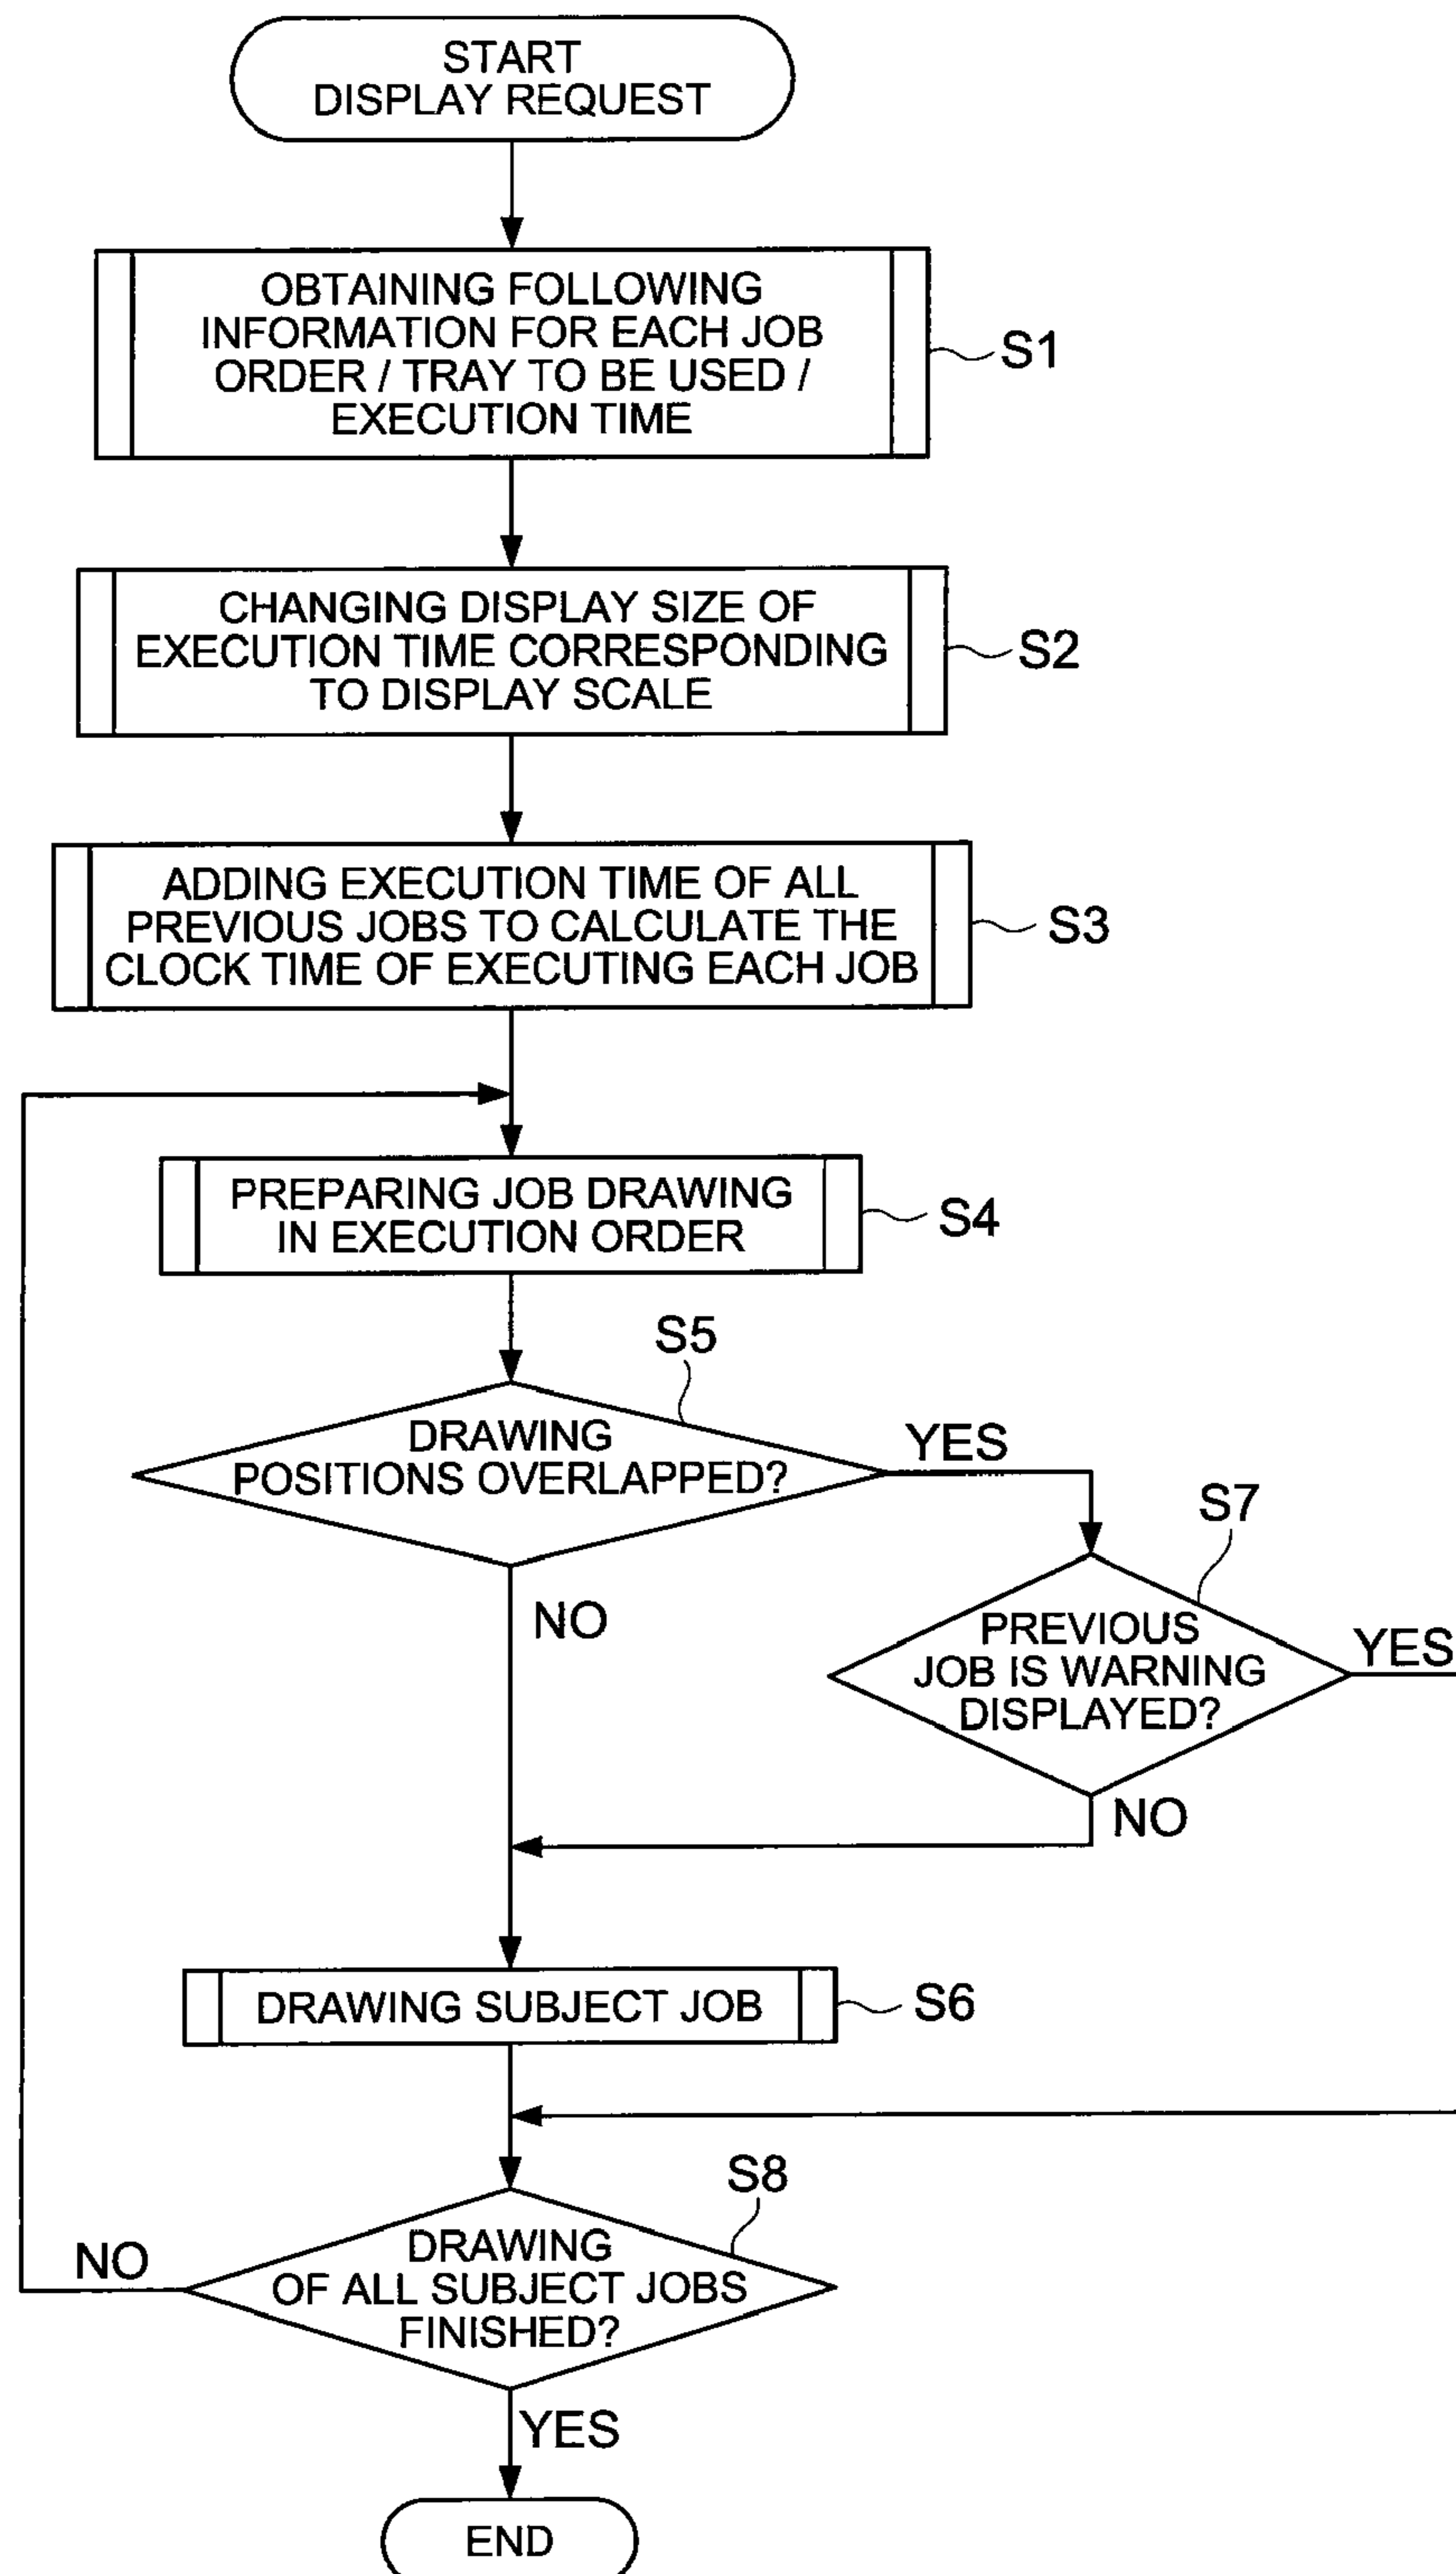 START
DISPLAY REQUEST
OBTAINING FOLLOWING
INFORMATION FOR EACH JOB
ORDER / TRAY TO BE USED /
EXECUTION TIME
S1
CHANGING DISPLAY SIZE OF
EXECUTION TIME CORRESPONDING
TO DISPLAY SCALE
S2
ADDING EXECUTION TIME OF ALL
PREVIOUS JOBS TO CALCULATE THE
CLOCK TIME OF EXECUTING EACH JOB
S3
PREPARING JOB DRAWING
IN EXECUTION ORDER
S4
S5
DRAWING
POSITIONS OVERLAPPED?
YES
NO
S7
PREVIOUS
JOB IS WARNING
DISPLAYED?
YES
NO
DRAWING SUBJECT JOB
S6
S8
DRAWING
OF ALL SUBJECT JOBS
FINISHED?
NO
YES
END